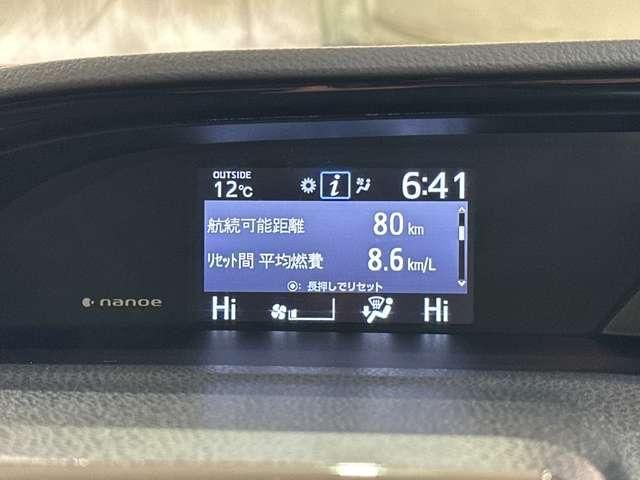 OUTSIDE
12℃ i 6:41
航続可能距離 80 km
ﾘｾｯﾄ間 平均燃費 8.6 km/L
◉: 長押しでリセット
Hi Hi
nanoe